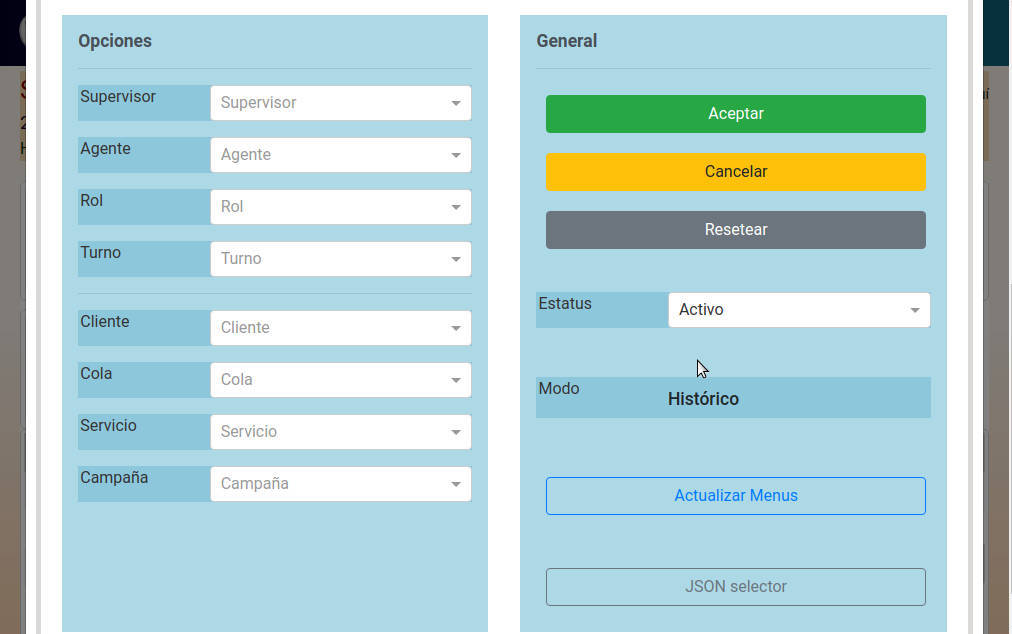 Opciones
Supervisor
Supervisor
Agente
Agente
Rol
Rol
Turno
Turno
Cliente
Cliente
Cola
Cola
Servicio
Servicio
Campaña
Campaña
General
Aceptar
Cancelar
Resetear
Estatus
Activo
Modo
Histórico
Actualizar Menus
JSON selector